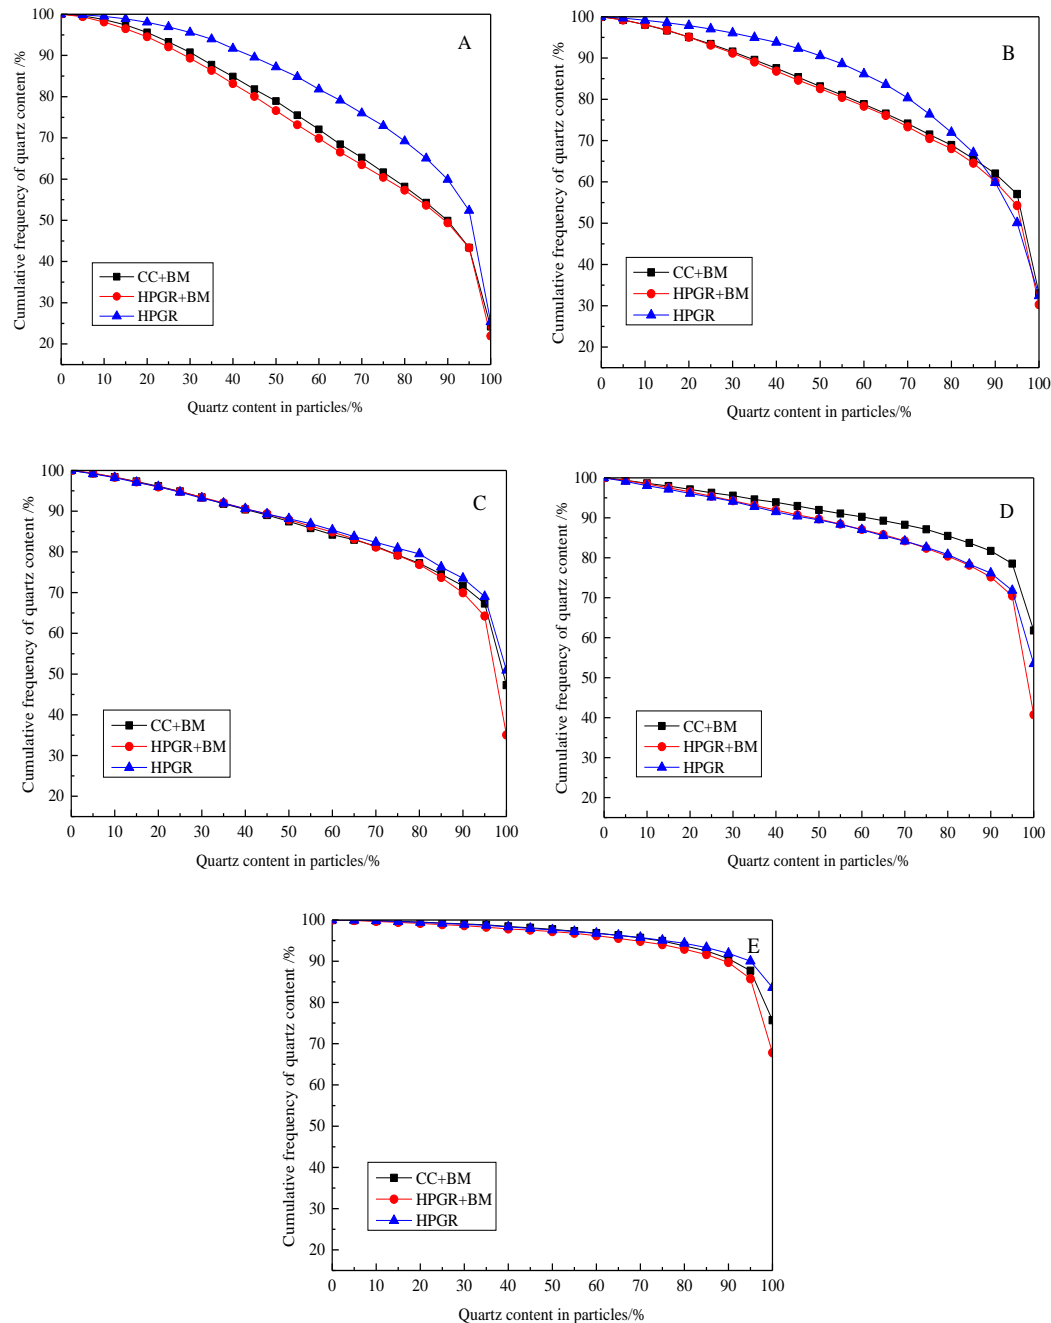 A
Cumulative frequency of quartz content /%
100
90
80
70
60
50
40
30
20
CC+BM
HPGR+BM
HPGR
0 10 20 30 40 50 60 70 80 90 100
Quartz content in particles/%
B
Cumulative frequency of quartz content /%
100
90
80
70
60
50
40
30
20
CC+BM
HPGR+BM
HPGR
0 10 20 30 40 50 60 70 80 90 100
Quartz content in particles/%
C
Cumulative frequency of quartz content /%
100
90
80
70
60
50
40
30
20
CC+BM
HPGR+BM
HPGR
0 10 20 30 40 50 60 70 80 90 100
Quartz content in particles/%
D
Cumulative frequency of quartz content /%
100
90
80
70
60
50
40
30
20
CC+BM
HPGR+BM
HPGR
0 10 20 30 40 50 60 70 80 90 100
Quartz content in particles/%
E
Cumulative frequency of quartz content /%
100
90
80
70
60
50
40
30
20
CC+BM
HPGR+BM
HPGR
0 10 20 30 40 50 60 70 80 90 100
Quartz content in particles/%